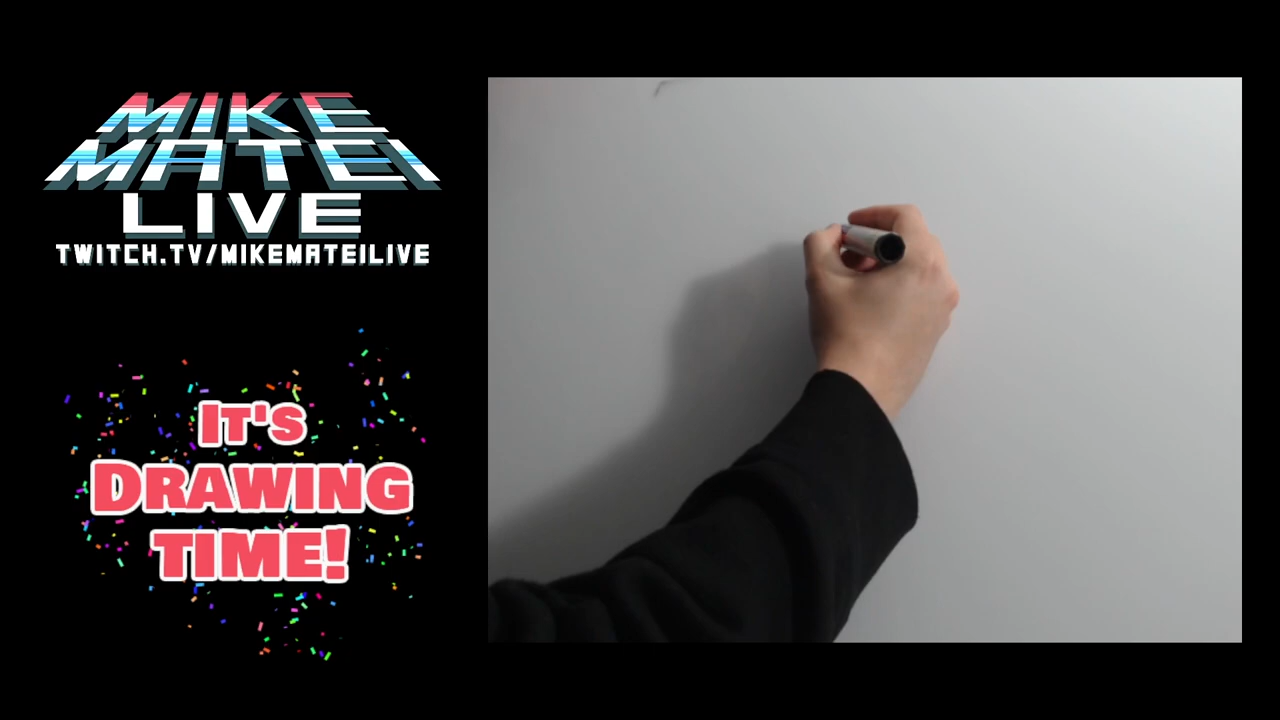 MIKE
MATEI
LIVE
TWITCH.TV/MIKEMATEILIVE
IT'S
DRAWING
TIME!